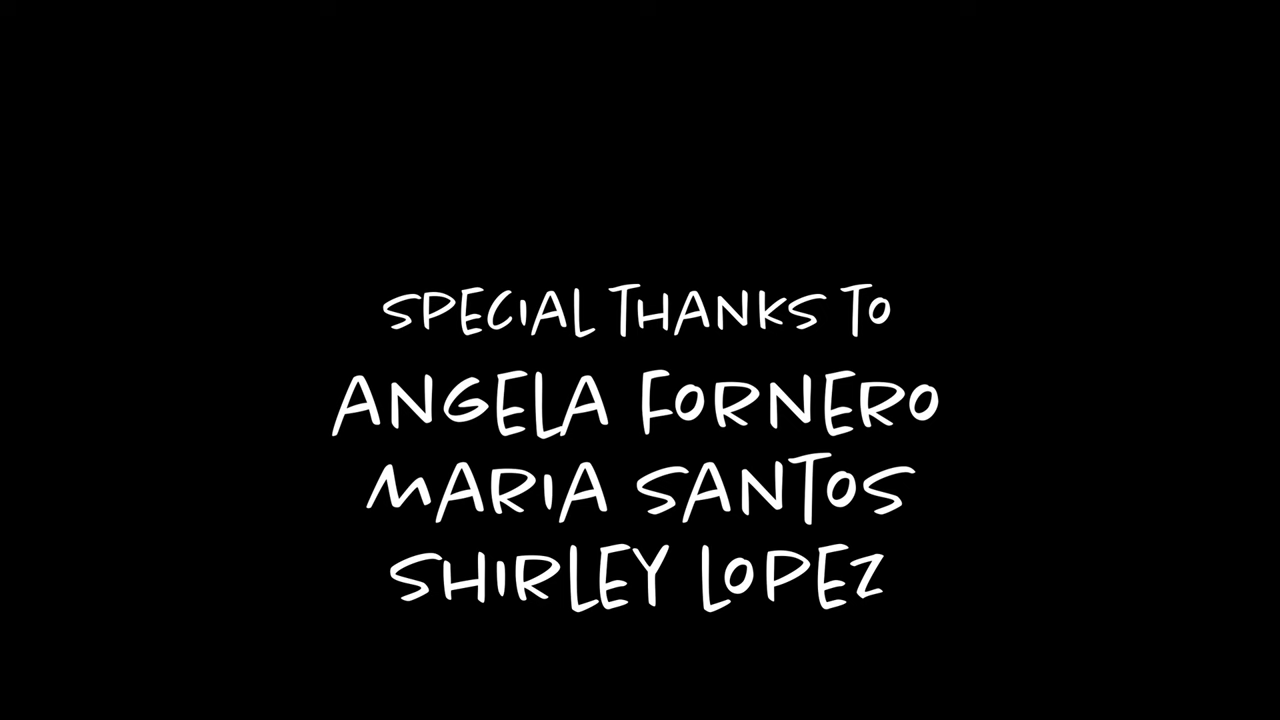 SPECIAL THANKS TO
ANGELA FORNERO
MARIA SANTOS
SHIRLEY LOPEZ